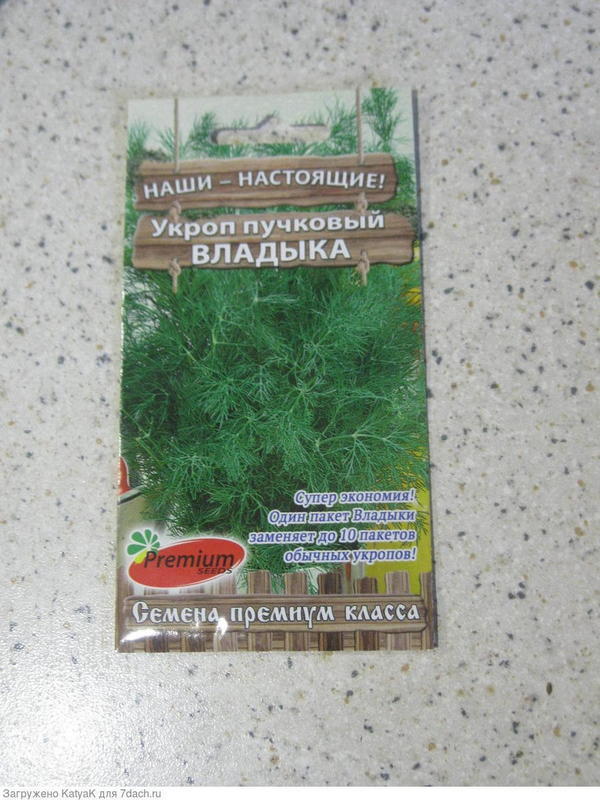 НАШИ – НАСТОЯЩИЕ!
Укроп пучковый
ВЛАДЫКА
Супер экономия!
Один пакет Владыки
заменяет до 10 пакетов
обычных укропов!
Premium
SEEDS
Семена премиум класса
Загружено KatyaK для 7dach.ru